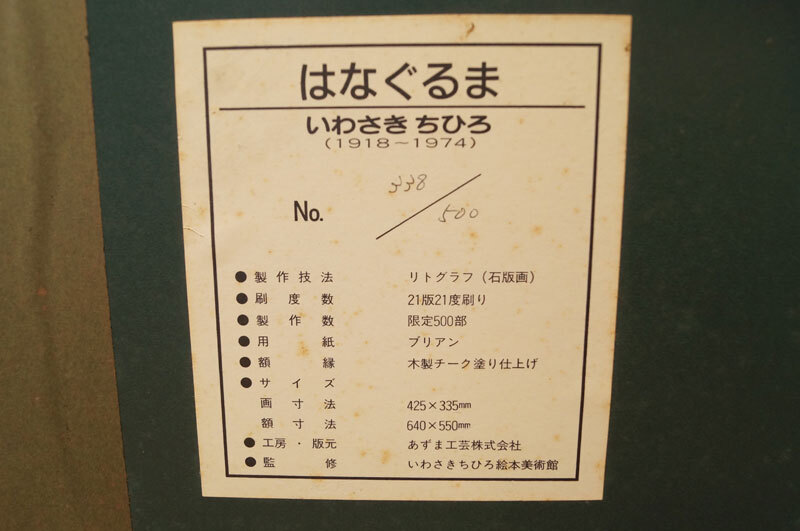 はなぐるま
いわさき ちひろ
(1918〜1974)
No. 338/500
● 製作技法 リトグラフ（石版画）
● 刷度数 21版21度刷り
● 製作数 限定500部
● 用紙 ブリアン
● 額縁 木製チーク塗り仕上げ
● サイズ
画寸法 425×335㎜
額寸法 640×550㎜
● 工房・版元 あずま工芸株式会社
● 監修 いわさきちひろ絵本美術館